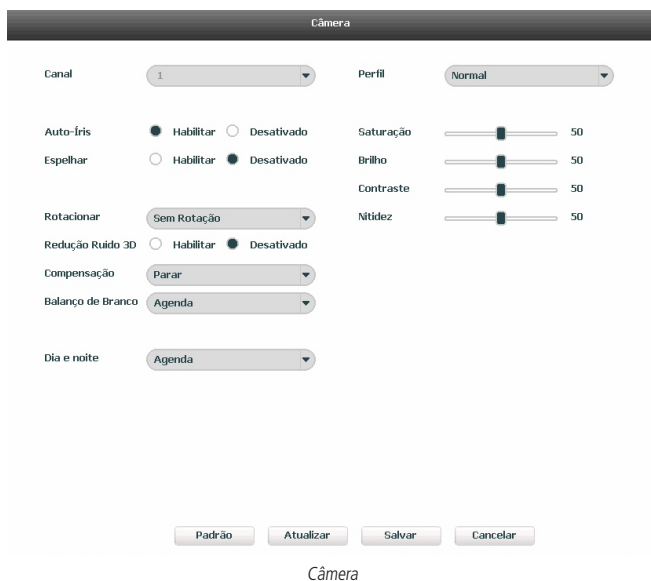 Câmera
Canal 1 Perfil Normal
Auto-Íris Habilitar Desativado Saturação 50
Espelhar Habilitar Desativado Brilho 50
Contraste 50
Rotacionar Sem Rotação Nitidez 50
Redução Ruido 3D Habilitar Desativado
Compensação Parar
Balanço de Branco Agenda
Dia e noite Agenda
Padrão Atualizar Salvar Cancelar
Câmera